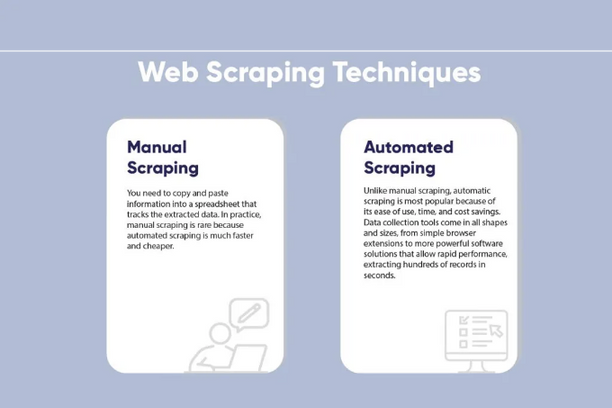 Web Scraping Techniques
Manual
Scraping
You need to copy and paste
information into a spreadsheet that
tracks the extracted data. In practice,
manual scraping is rare because
automated scraping is much faster
and cheaper.
Automated
Scraping
Unlike manual scraping, automatic
scraping is most popular because of
its ease of use, time, and cost savings.
Data collection tools come in all shapes
and sizes, from simple browser
extensions to more powerful software
solutions that allow rapid performance,
extracting hundreds of records in
seconds.